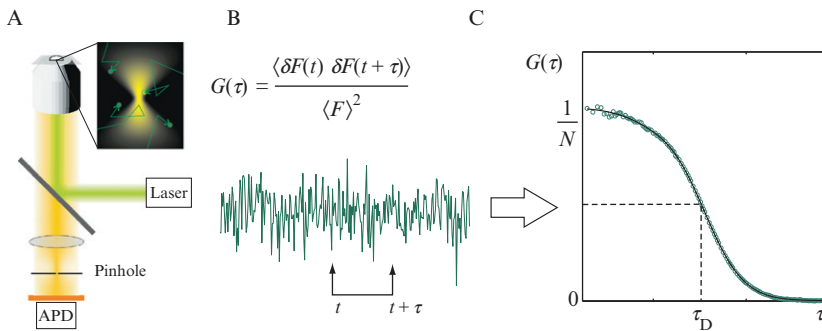 A
Laser
Pinhole
APD
B
G(τ) = ⟨δF(t) δF(t + τ)⟩ / ⟨F⟩²
t
t + τ
C
G(τ)
1/N
0
τD
τ